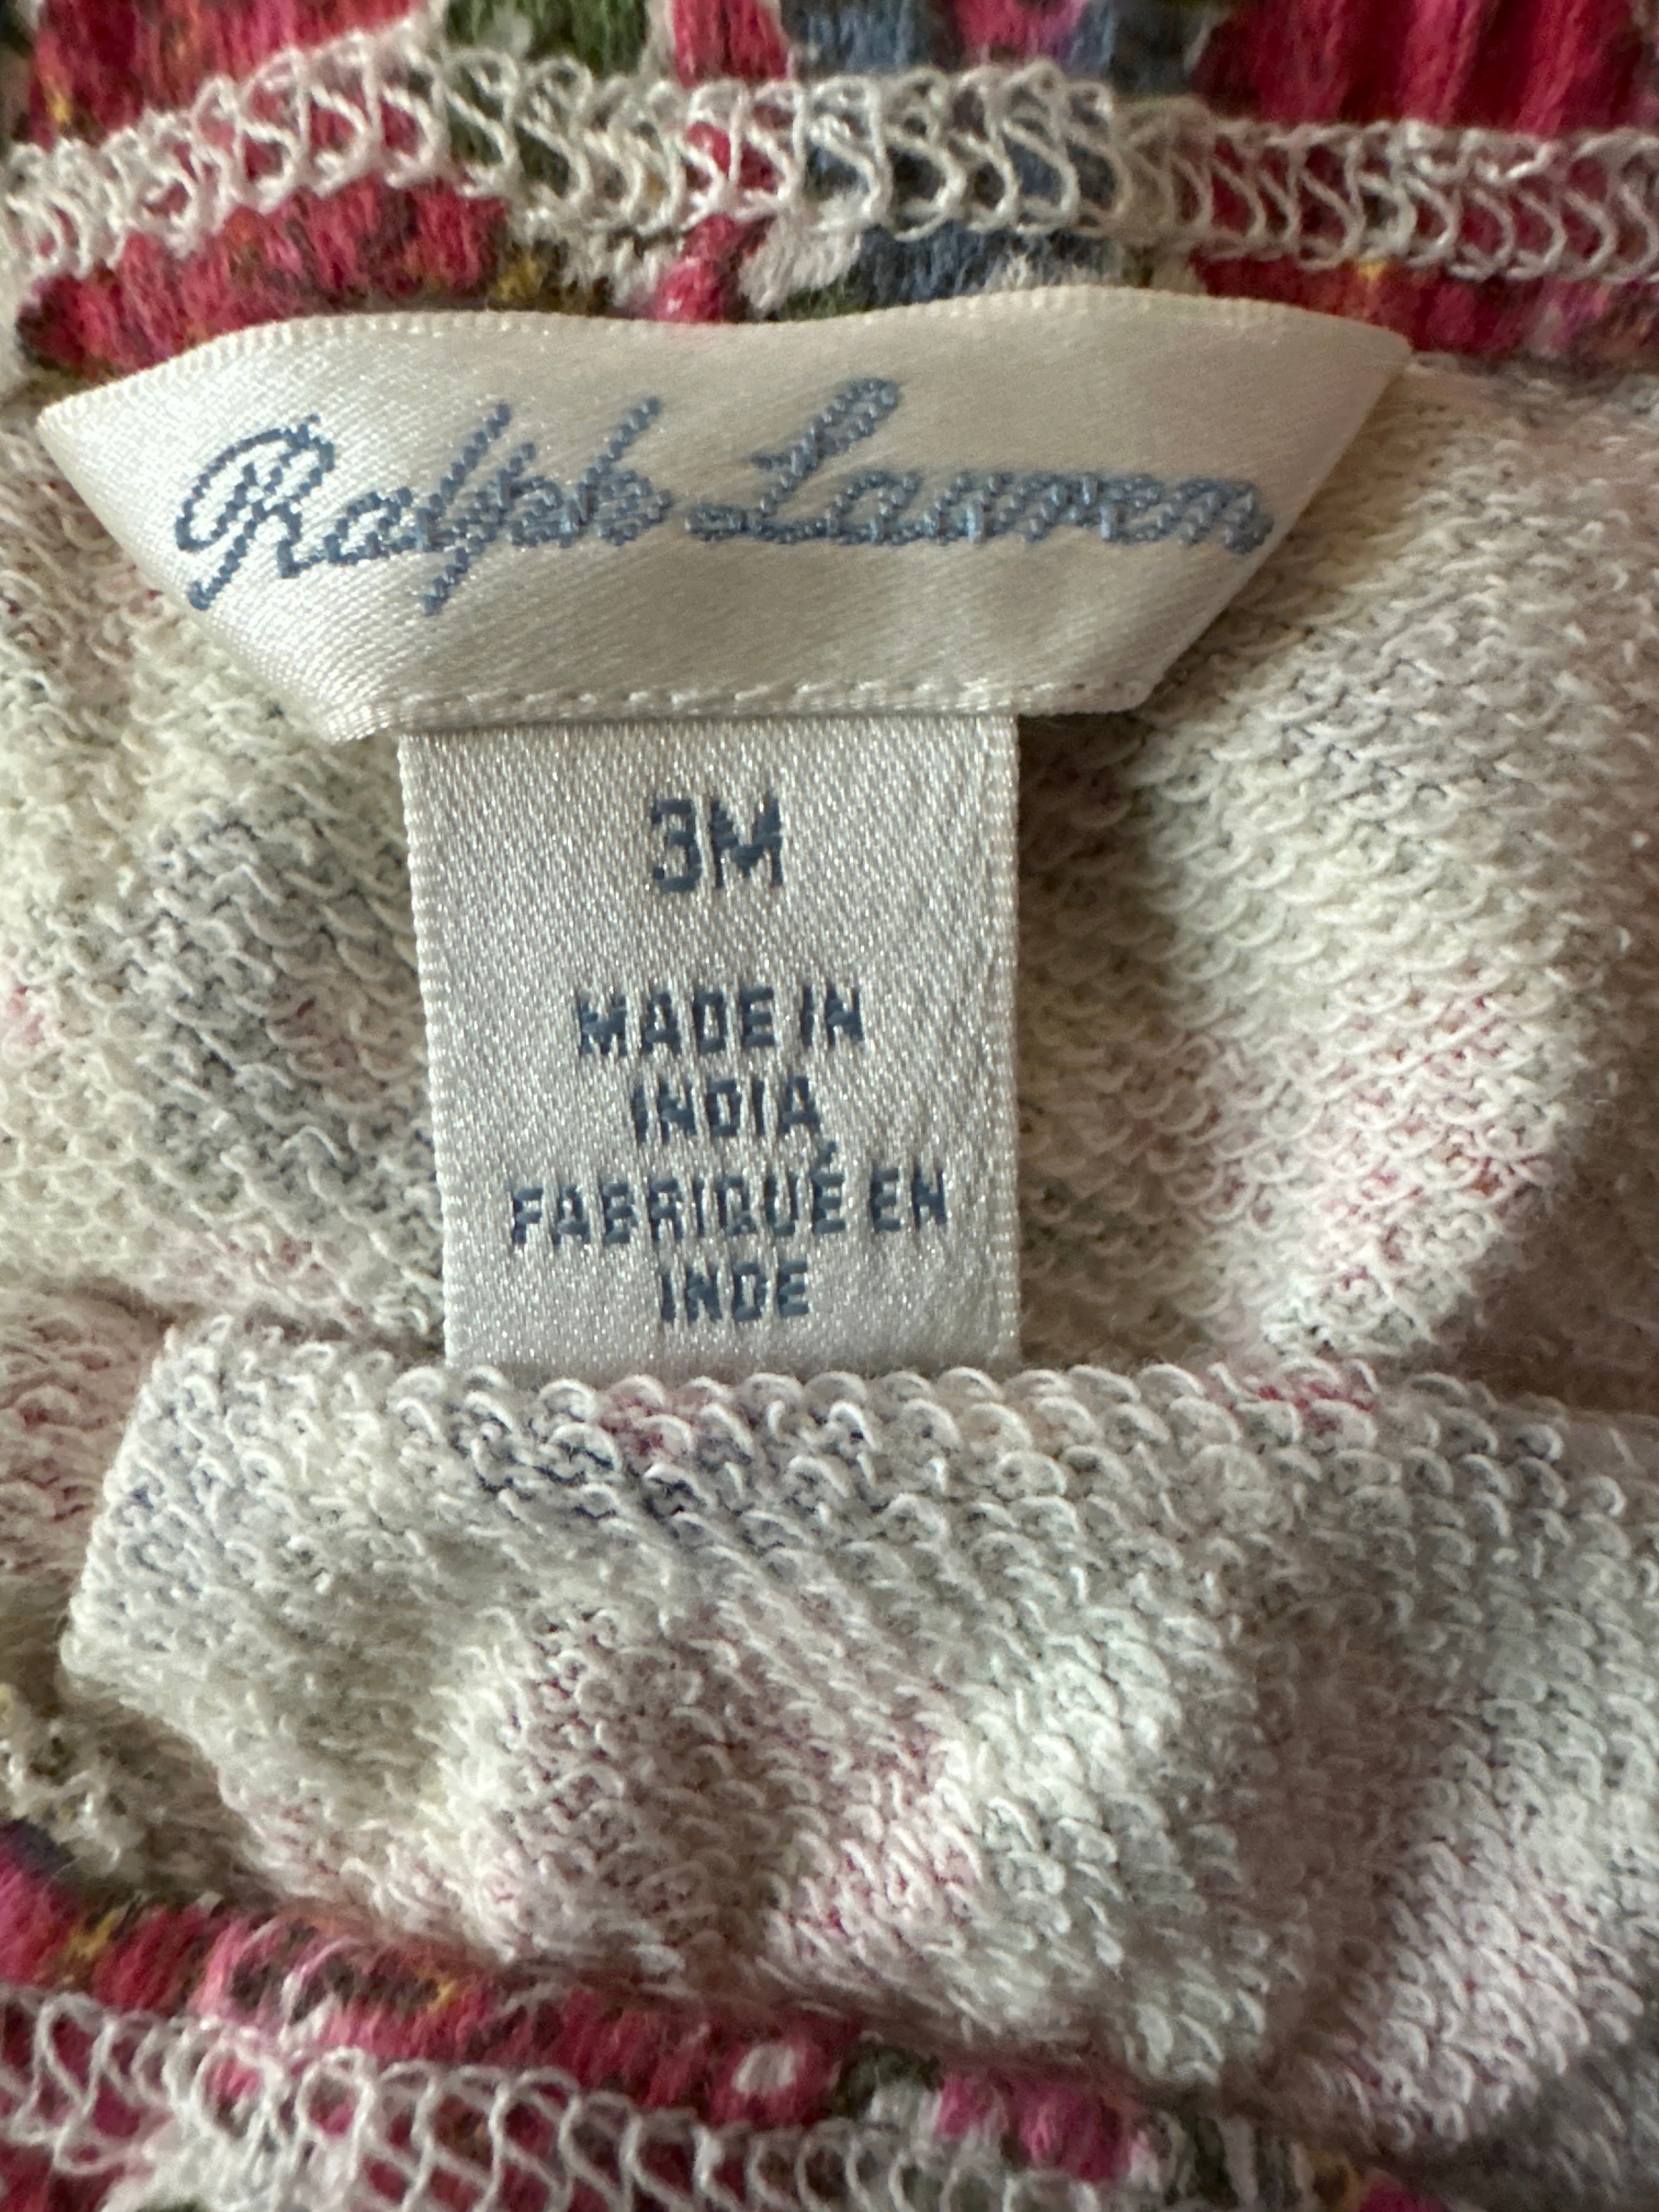 Ralph Lauren
3M
MADE IN
INDIA
FABRIQUÉ EN
INDE